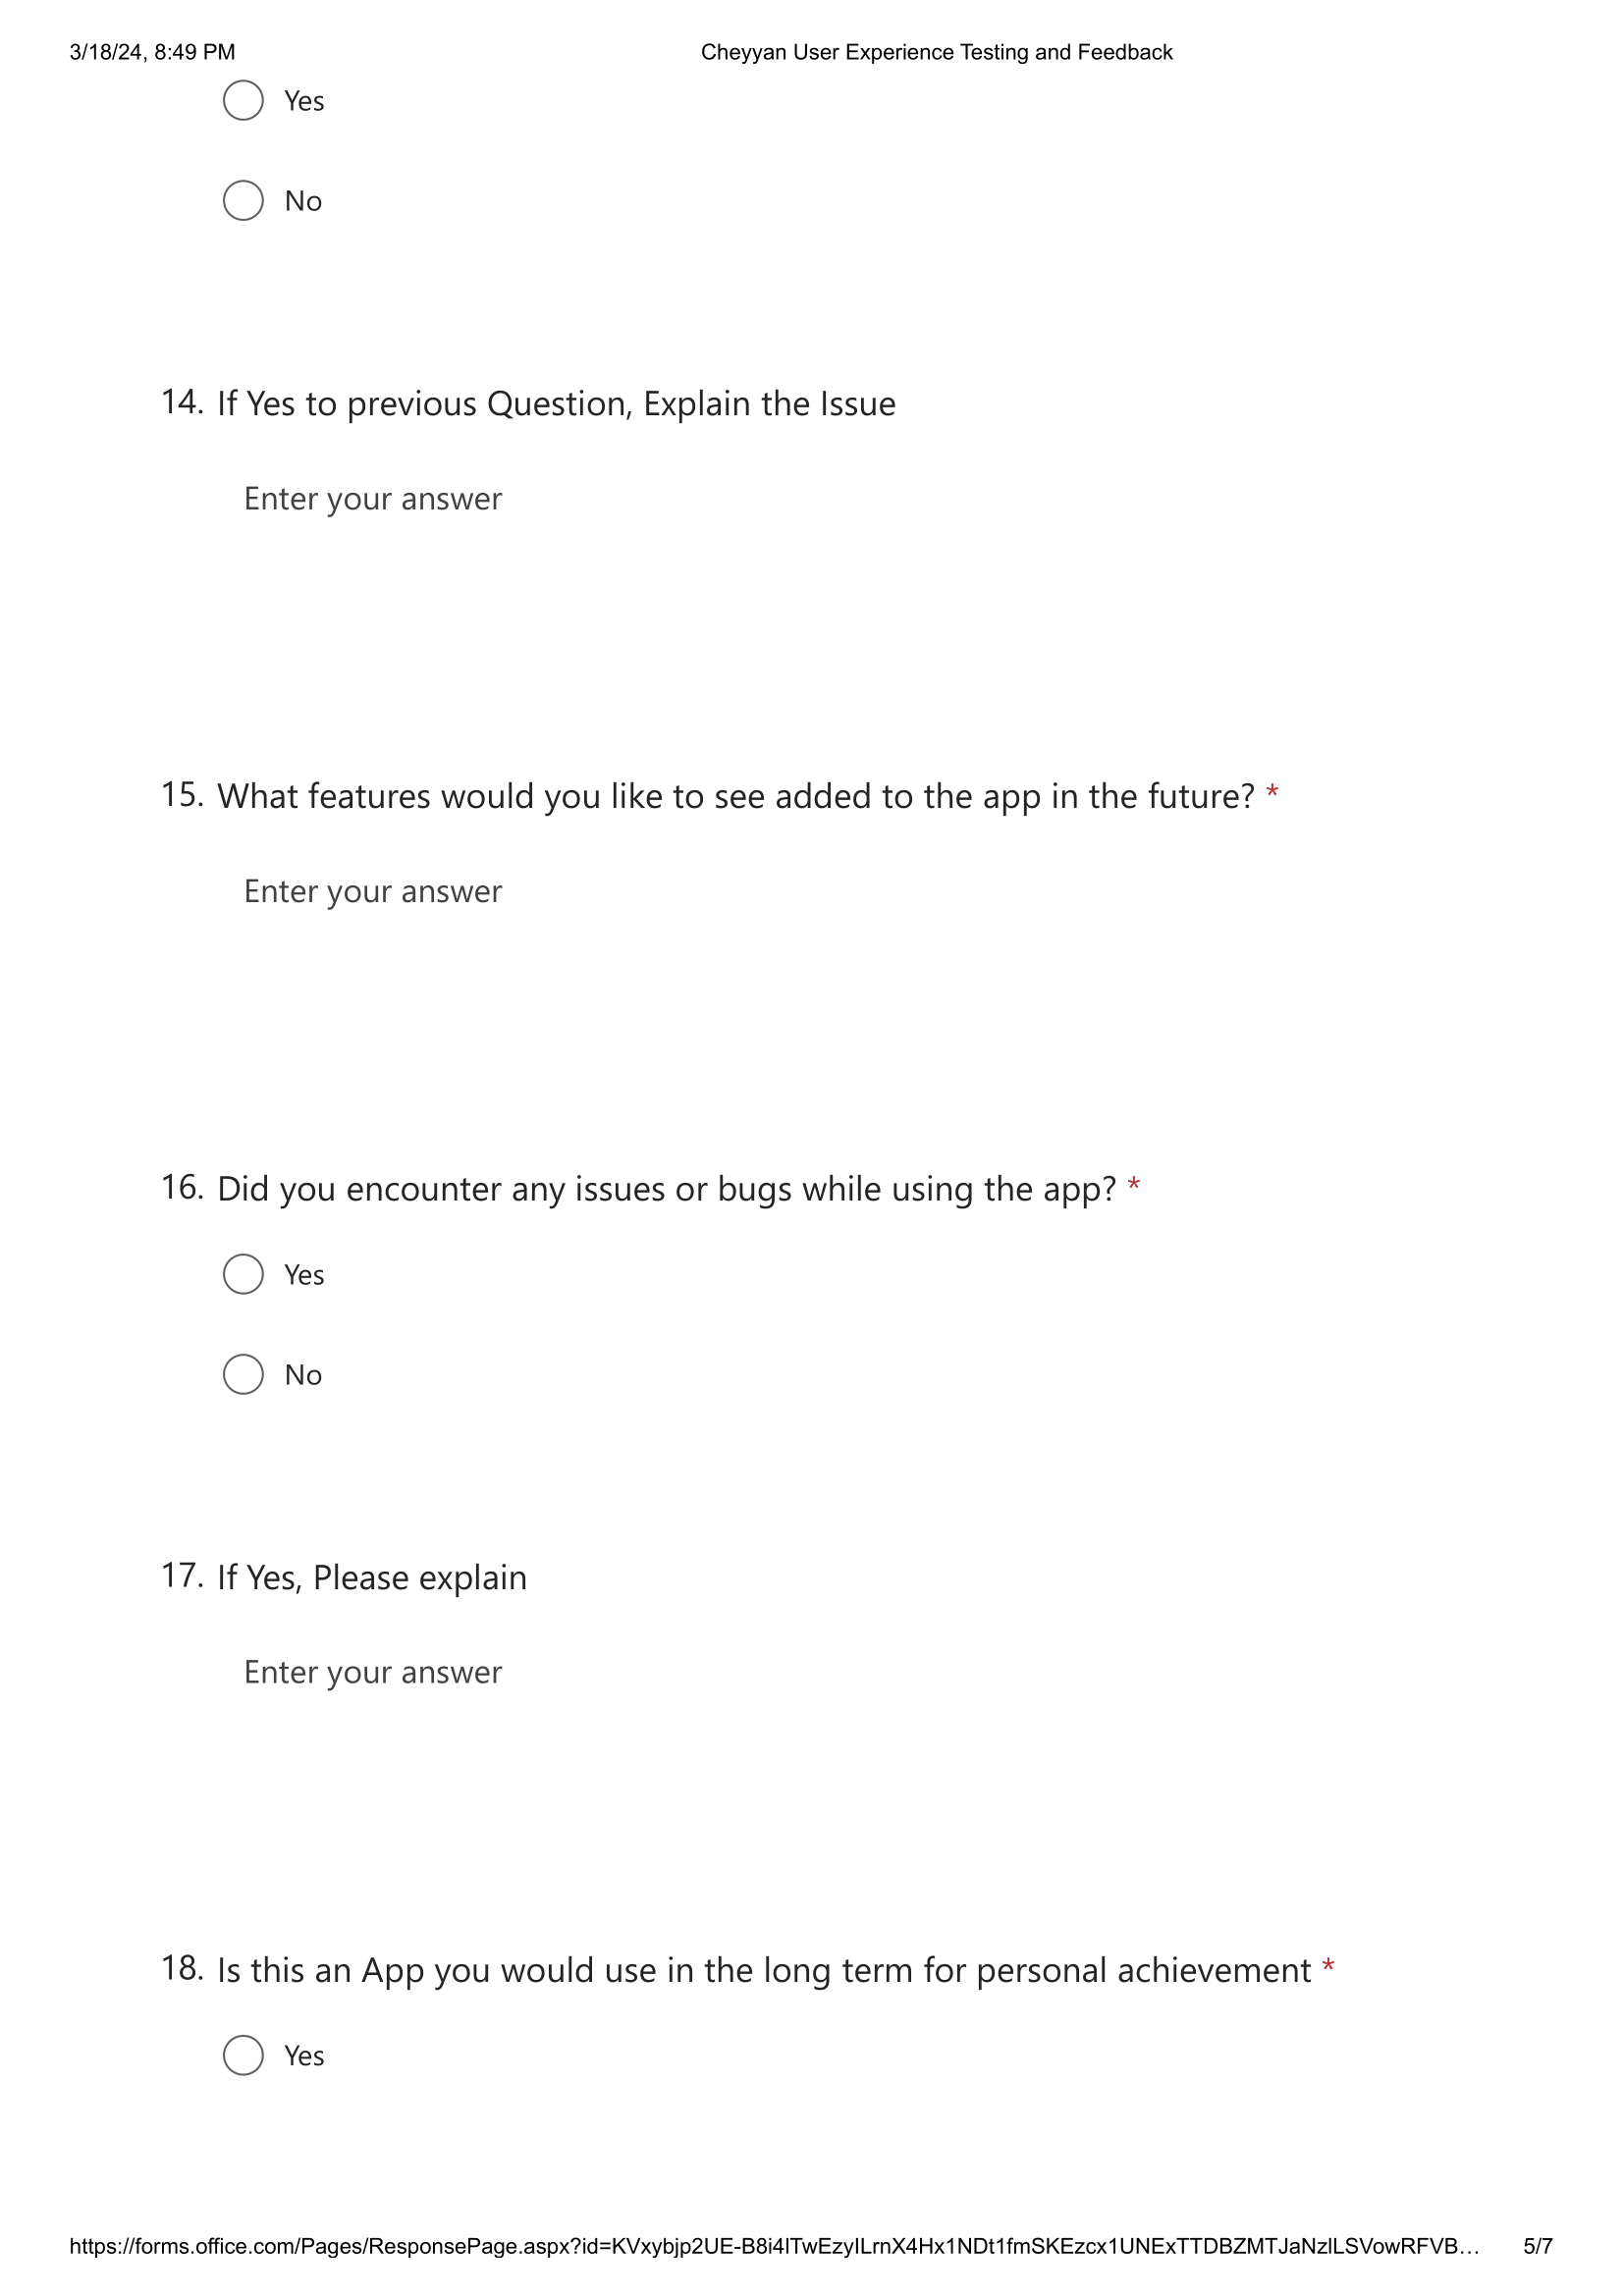 3/18/24, 8:49 PM Cheyyan User Experience Testing and Feedback
Yes
No
14. If Yes to previous Question, Explain the Issue
Enter your answer
15. What features would you like to see added to the app in the future? *
Enter your answer
16. Did you encounter any issues or bugs while using the app? *
Yes
No
17. If Yes, Please explain
Enter your answer
18. Is this an App you would use in the long term for personal achievement *
Yes
https://forms.office.com/Pages/ResponsePage.aspx?id=KVxybjp2UE-B8i4lTwEzyILrnX4Hx1NDt1fmSKEzcx1UNExTTDBZMTJaNzlLSVowRFVB… 5/7